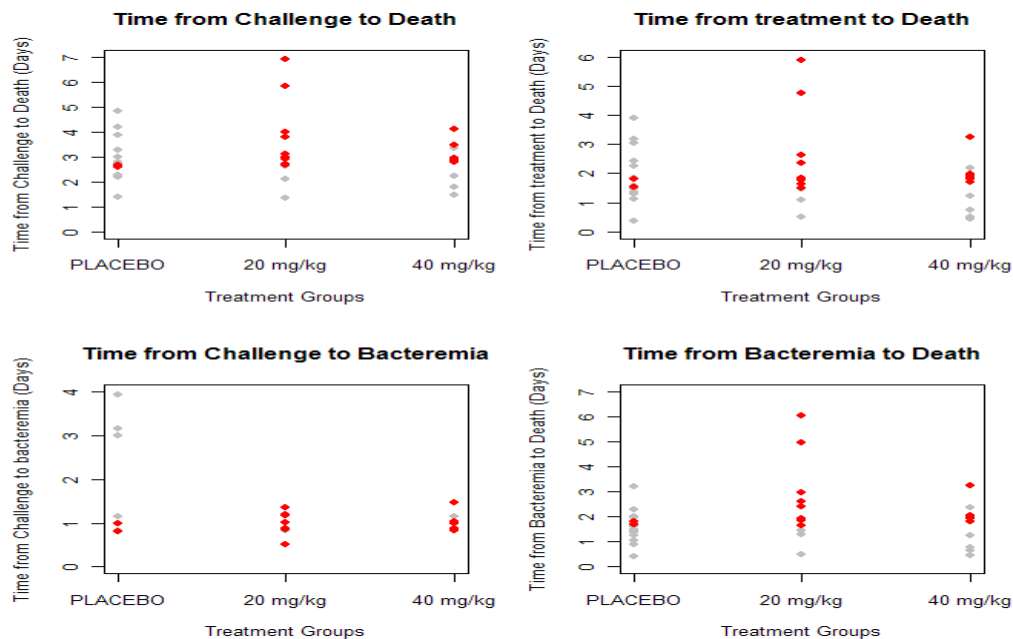 Time from Challenge to Death
Time from Challenge to Death (Days)
7
6
5
4
3
2
1
0
PLACEBO 20 mg/kg 40 mg/kg
Treatment Groups
Time from treatment to Death
Time from treatment to Death (Days)
6
5
4
3
2
1
0
PLACEBO 20 mg/kg 40 mg/kg
Treatment Groups
Time from Challenge to Bacteremia
Time from Challenge to bacteremia (Days)
4
3
2
1
0
PLACEBO 20 mg/kg 40 mg/kg
Treatment Groups
Time from Bacteremia to Death
Time from Bacteremia to Death (Days)
7
6
5
4
3
2
1
0
PLACEBO 20 mg/kg 40 mg/kg
Treatment Groups